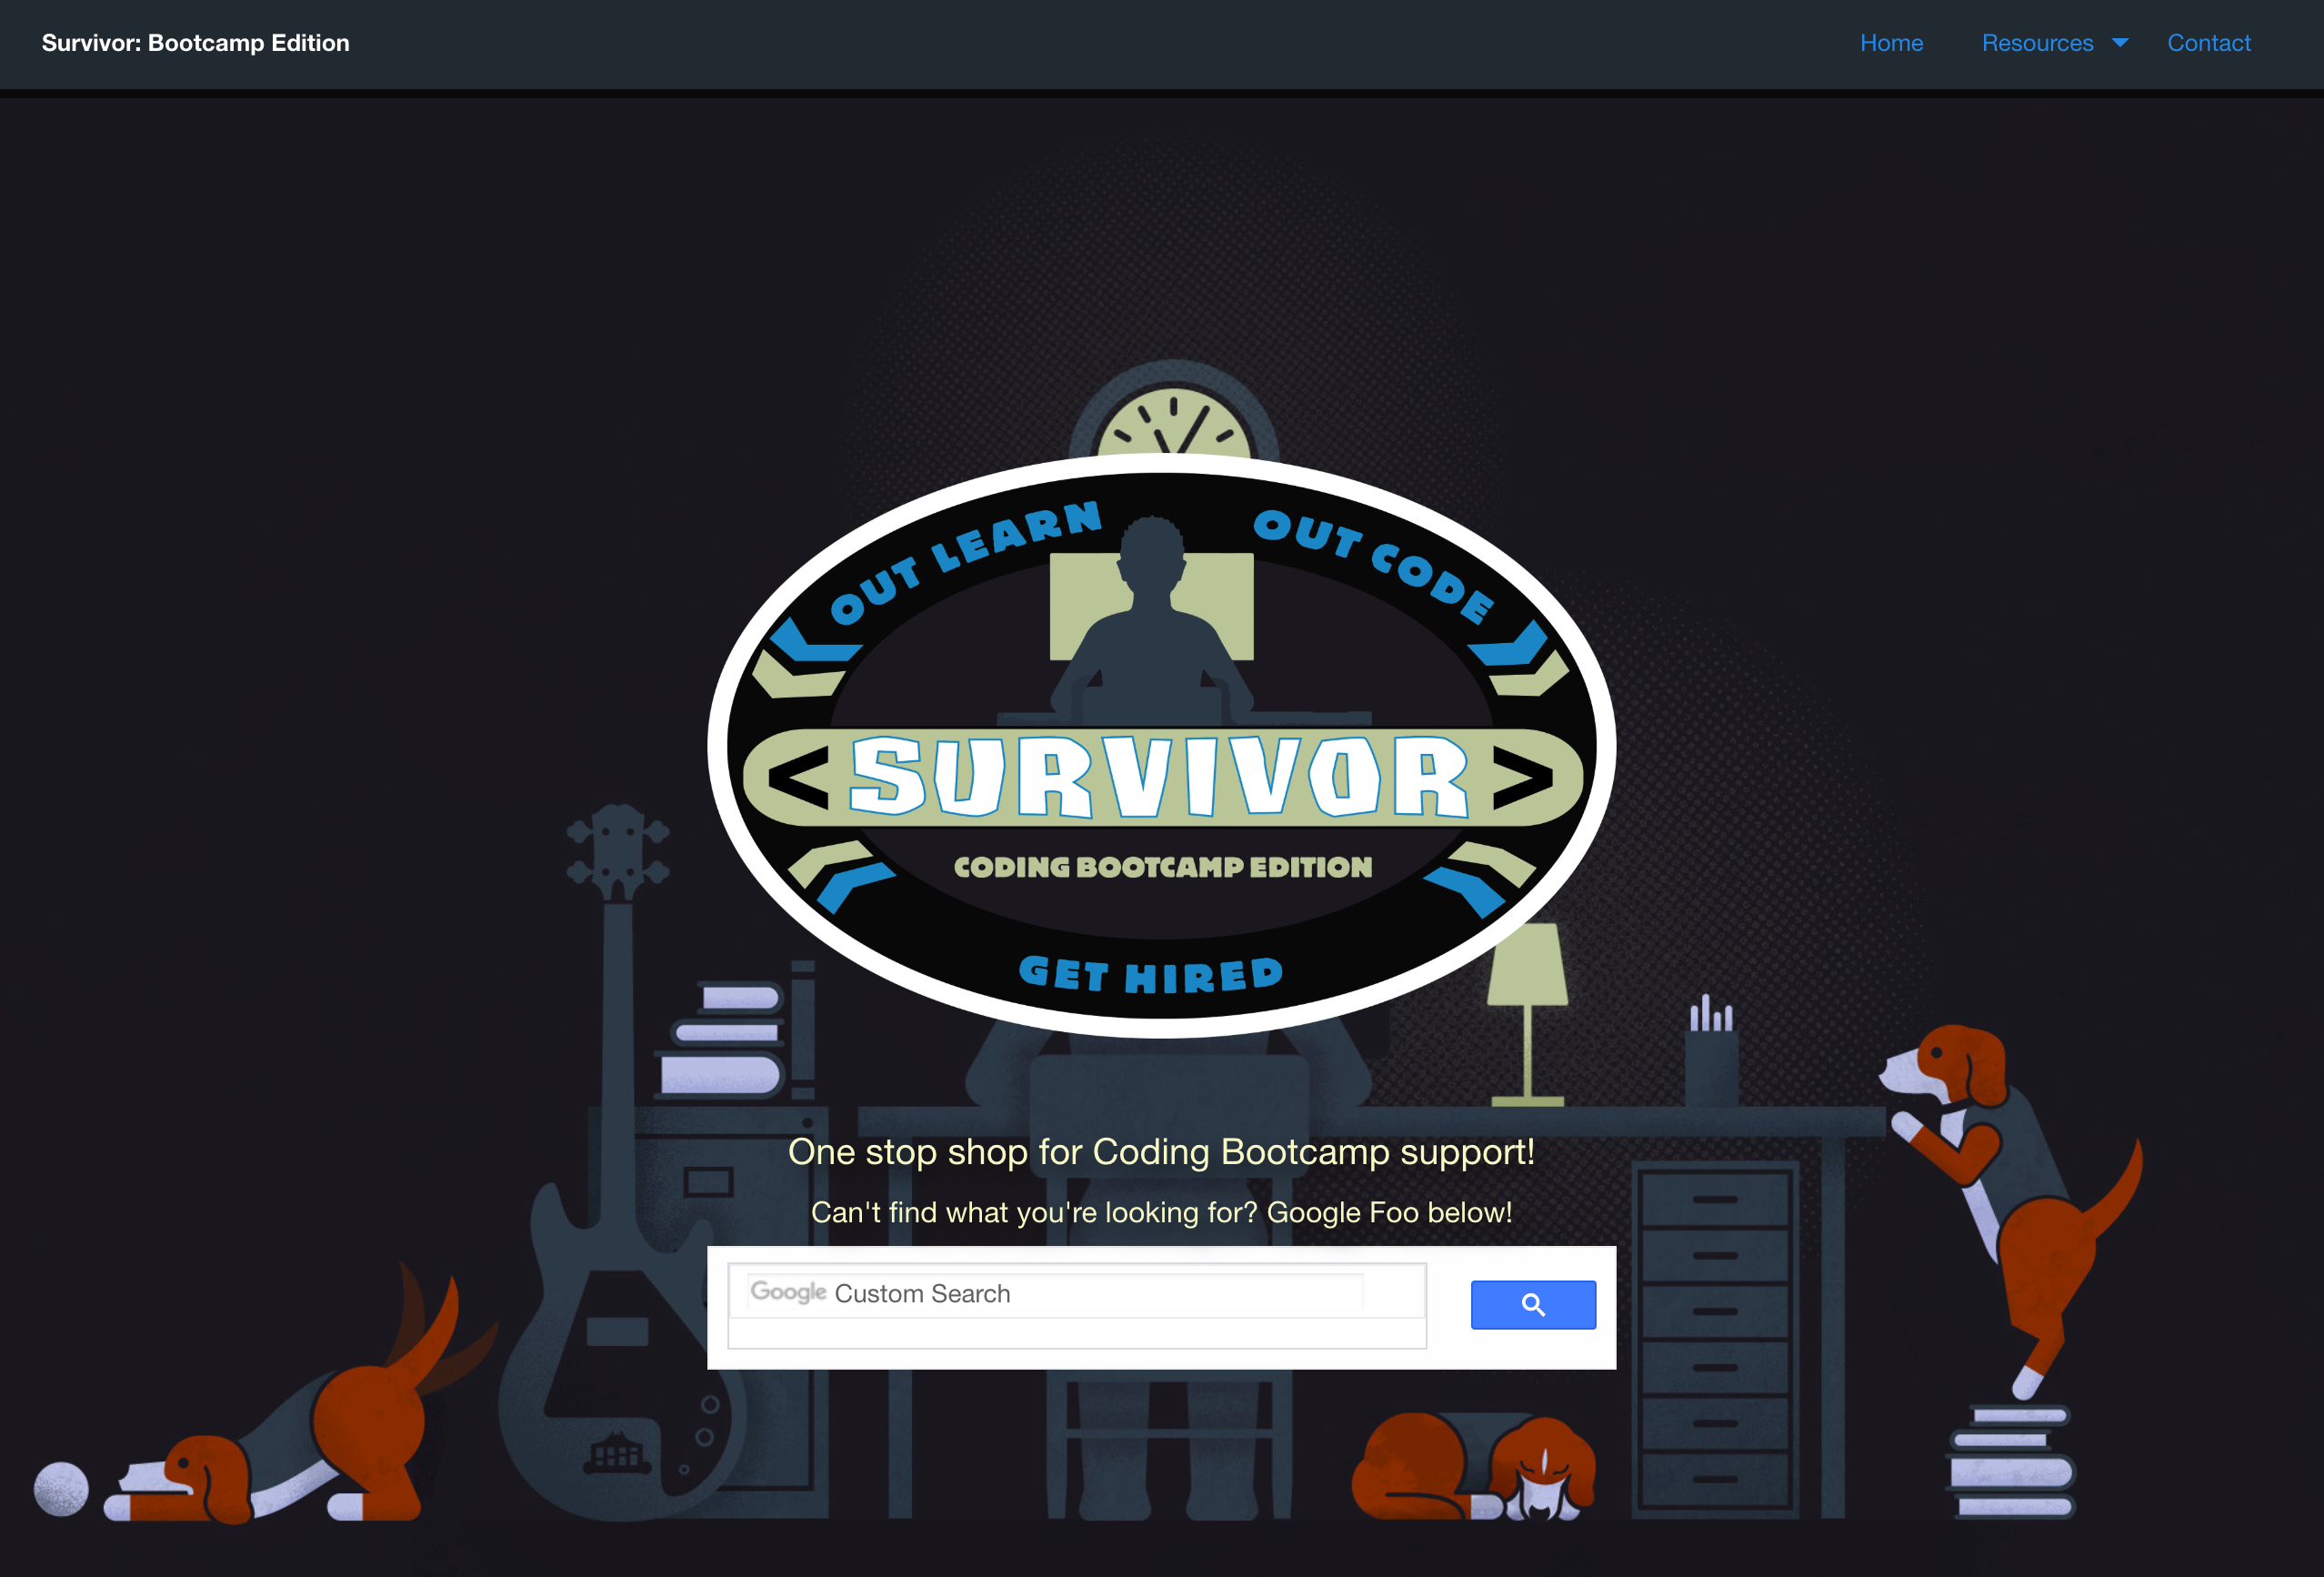 Survivor: Bootcamp Edition
Home Resources Contact
OUT LEARN
OUT CODE
<SURVIVOR>
CODING BOOTCAMP EDITION
GET HIRED
One stop shop for Coding Bootcamp support!
Can't find what you're looking for? Google Foo below!
Google Custom Search